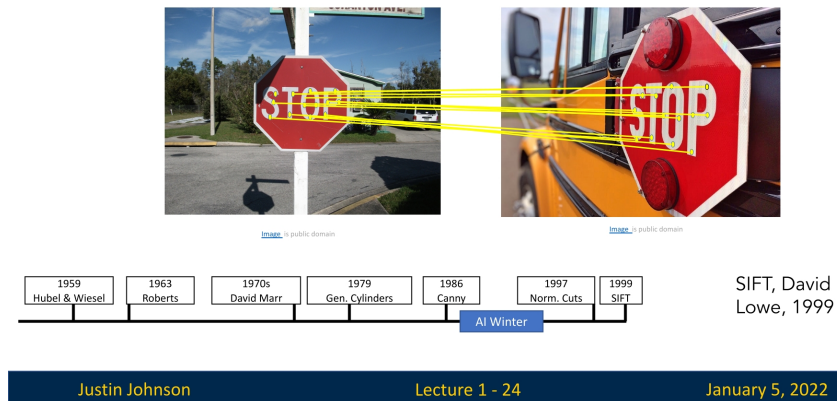 STOP
STOP
Image is public domain
Image is public domain
1959
Hubel & Wiesel
1963
Roberts
1970s
David Marr
1979
Gen. Cylinders
1986
Canny
1997
Norm. Cuts
1999
SIFT
AI Winter
SIFT, David
Lowe, 1999
Justin Johnson
Lecture 1 - 24
January 5, 2022